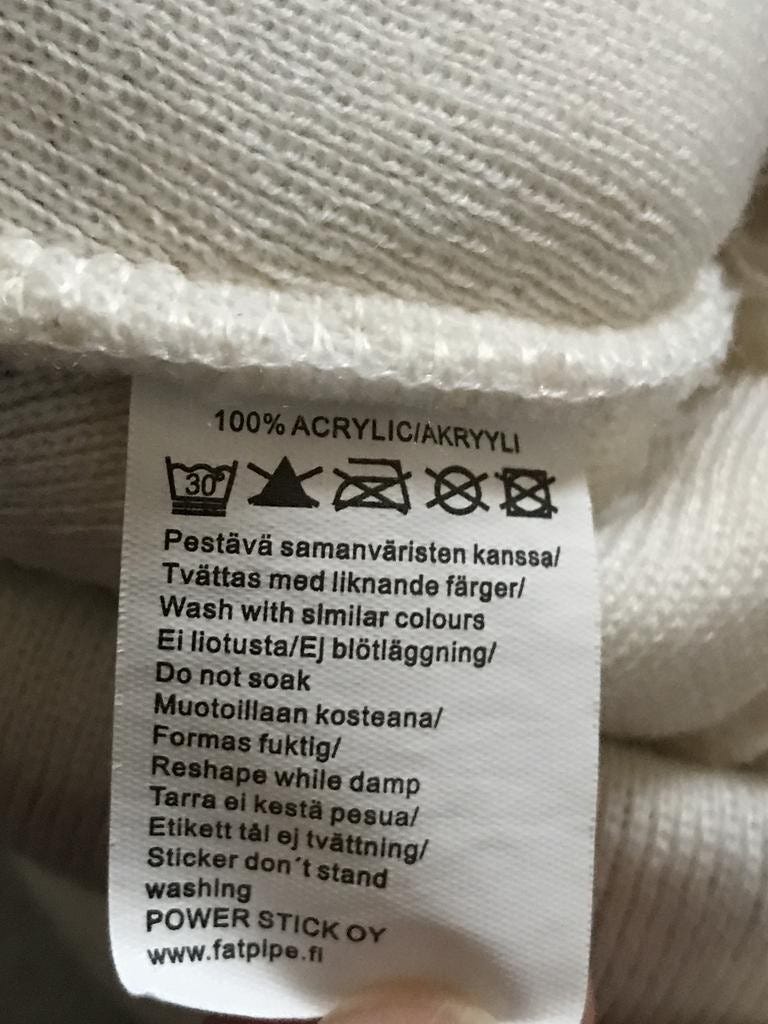 100% ACRYLIC/AKRYYLI
30°
Pestävä samanväristen kanssa/
Tvättas med liknande färger/
Wash with similar colours
Ei liotusta/Ej blötläggning/
Do not soak
Muotoillaan kosteana/
Formas fuktig/
Reshape while damp
Tarra ei kestä pesua/
Etikett tål ej tvättning/
Sticker don´t stand
washing
POWER STICK OY
www.fatpipe.fi